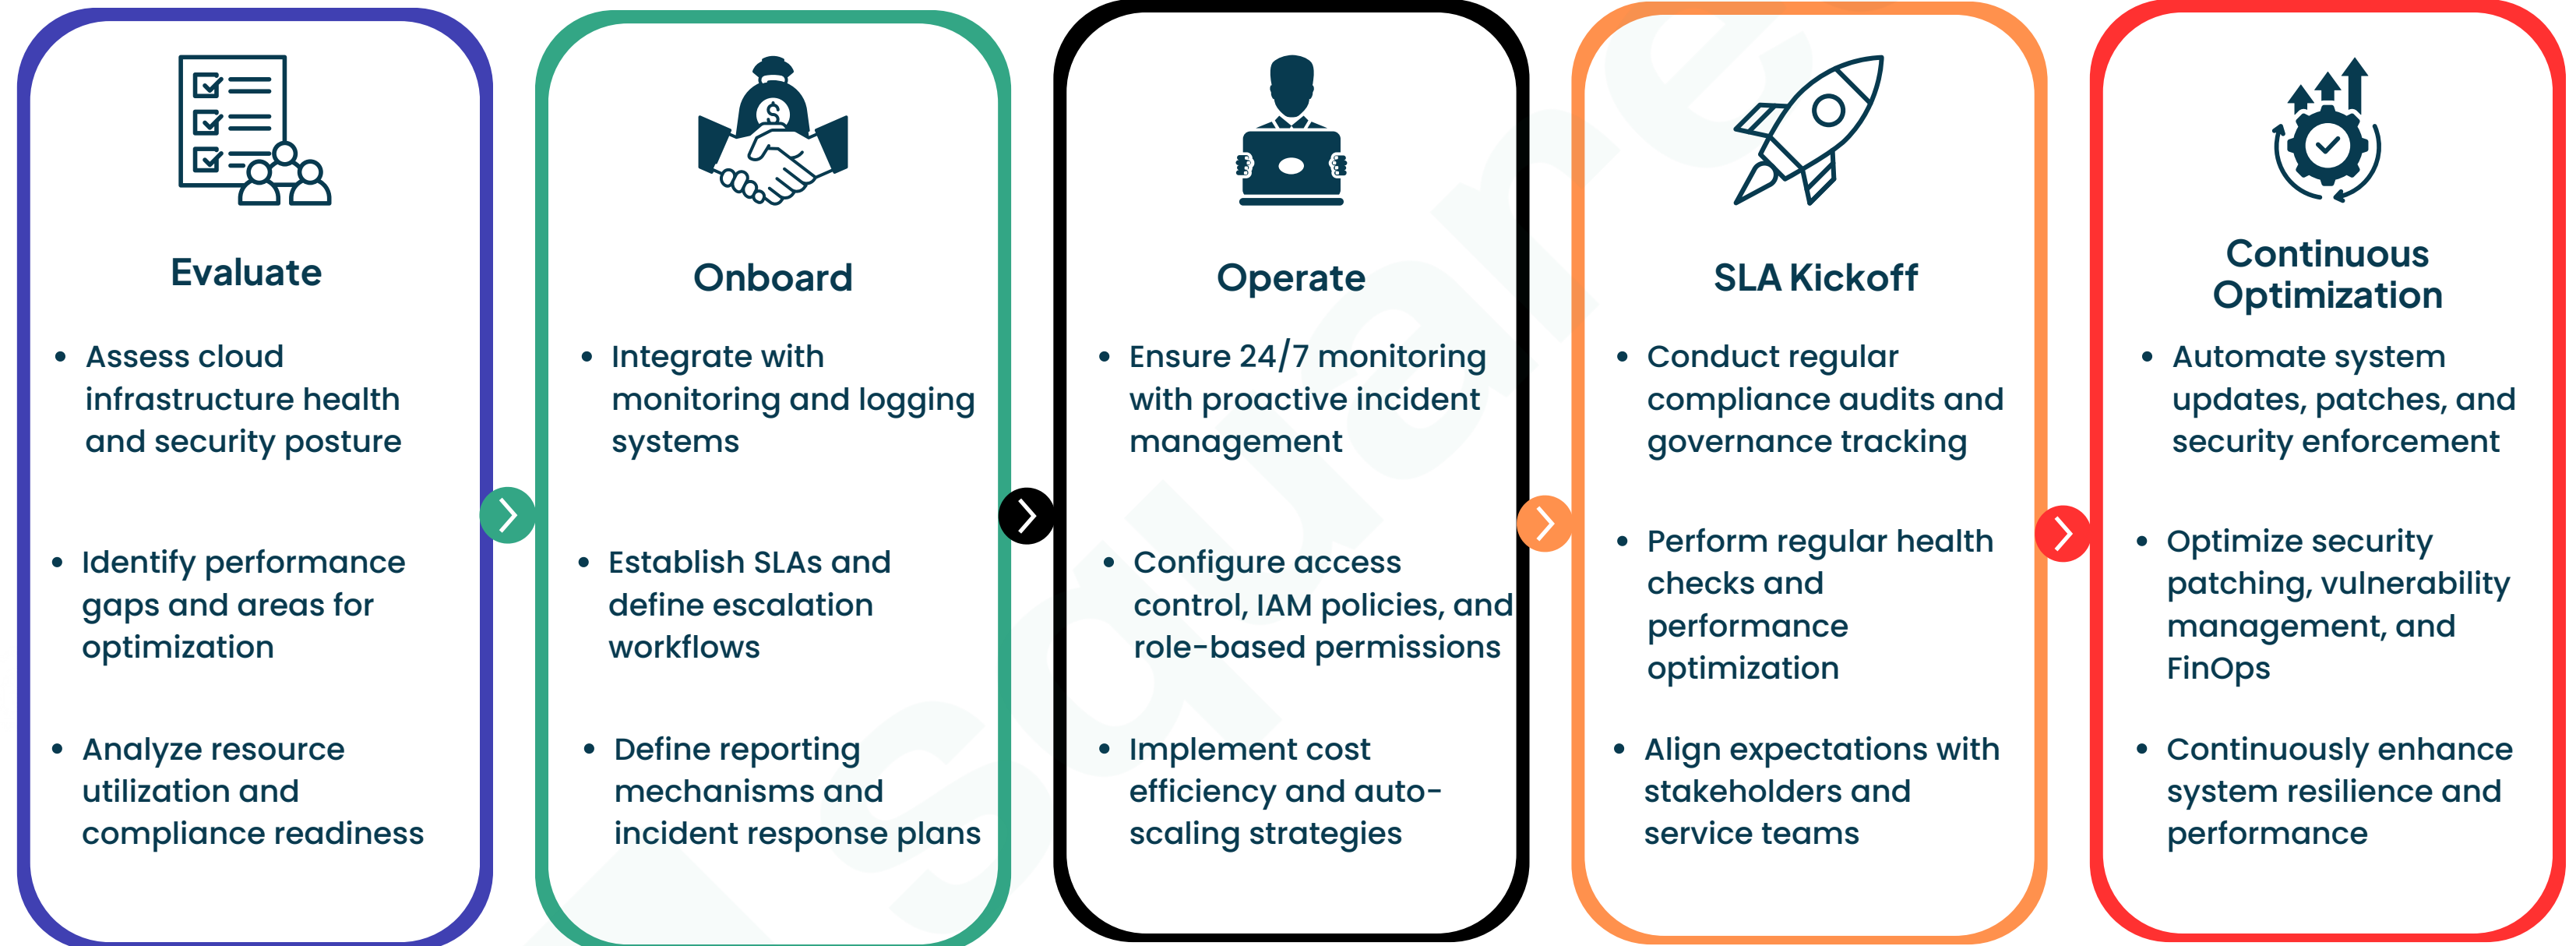 Evaluate
• Assess cloud
infrastructure health
and security posture
• Identify performance
gaps and areas for
optimization
• Analyze resource
utilization and
compliance readiness
$
Onboard
• Integrate with
monitoring and logging
systems
• Establish SLAs and
define escalation
workflows
• Define reporting
mechanisms and
incident response plans
Operate
• Ensure 24/7 monitoring
with proactive incident
management
• Configure access
control, IAM policies, and
role-based permissions
• Implement cost
efficiency and auto-
scaling strategies
SLA Kickoff
• Conduct regular
compliance audits and
governance tracking
• Perform regular health
checks and
performance
optimization
• Align expectations with
stakeholders and
service teams
Continuous
Optimization
• Automate system
updates, patches, and
security enforcement
• Optimize security
patching, vulnerability
management, and
FinOps
• Continuously enhance
system resilience and
performance